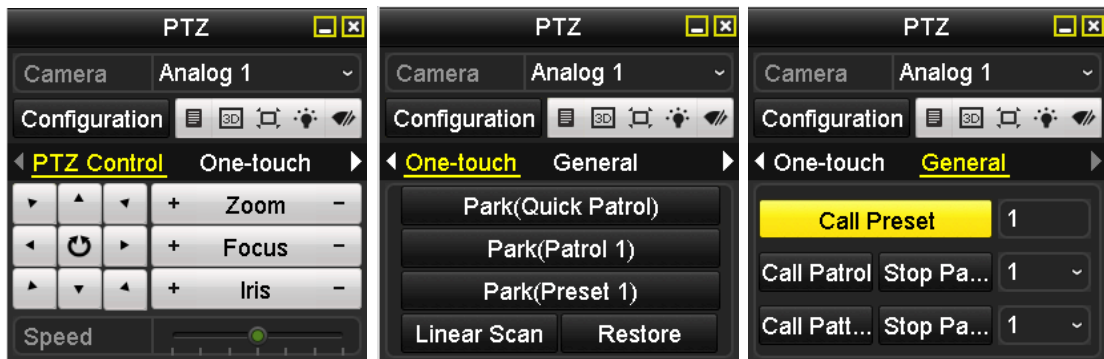 PTZ
Camera Analog 1
Configuration 3D
PTZ Control One-touch
+ Zoom -
+ Focus -
+ Iris -
Speed
PTZ
Camera Analog 1
Configuration 3D
One-touch General
Park(Quick Patrol)
Park(Patrol 1)
Park(Preset 1)
Linear Scan Restore
PTZ
Camera Analog 1
Configuration 3D
One-touch General
Call Preset 1
Call Patrol Stop Pa... 1
Call Patt... Stop Pa... 1